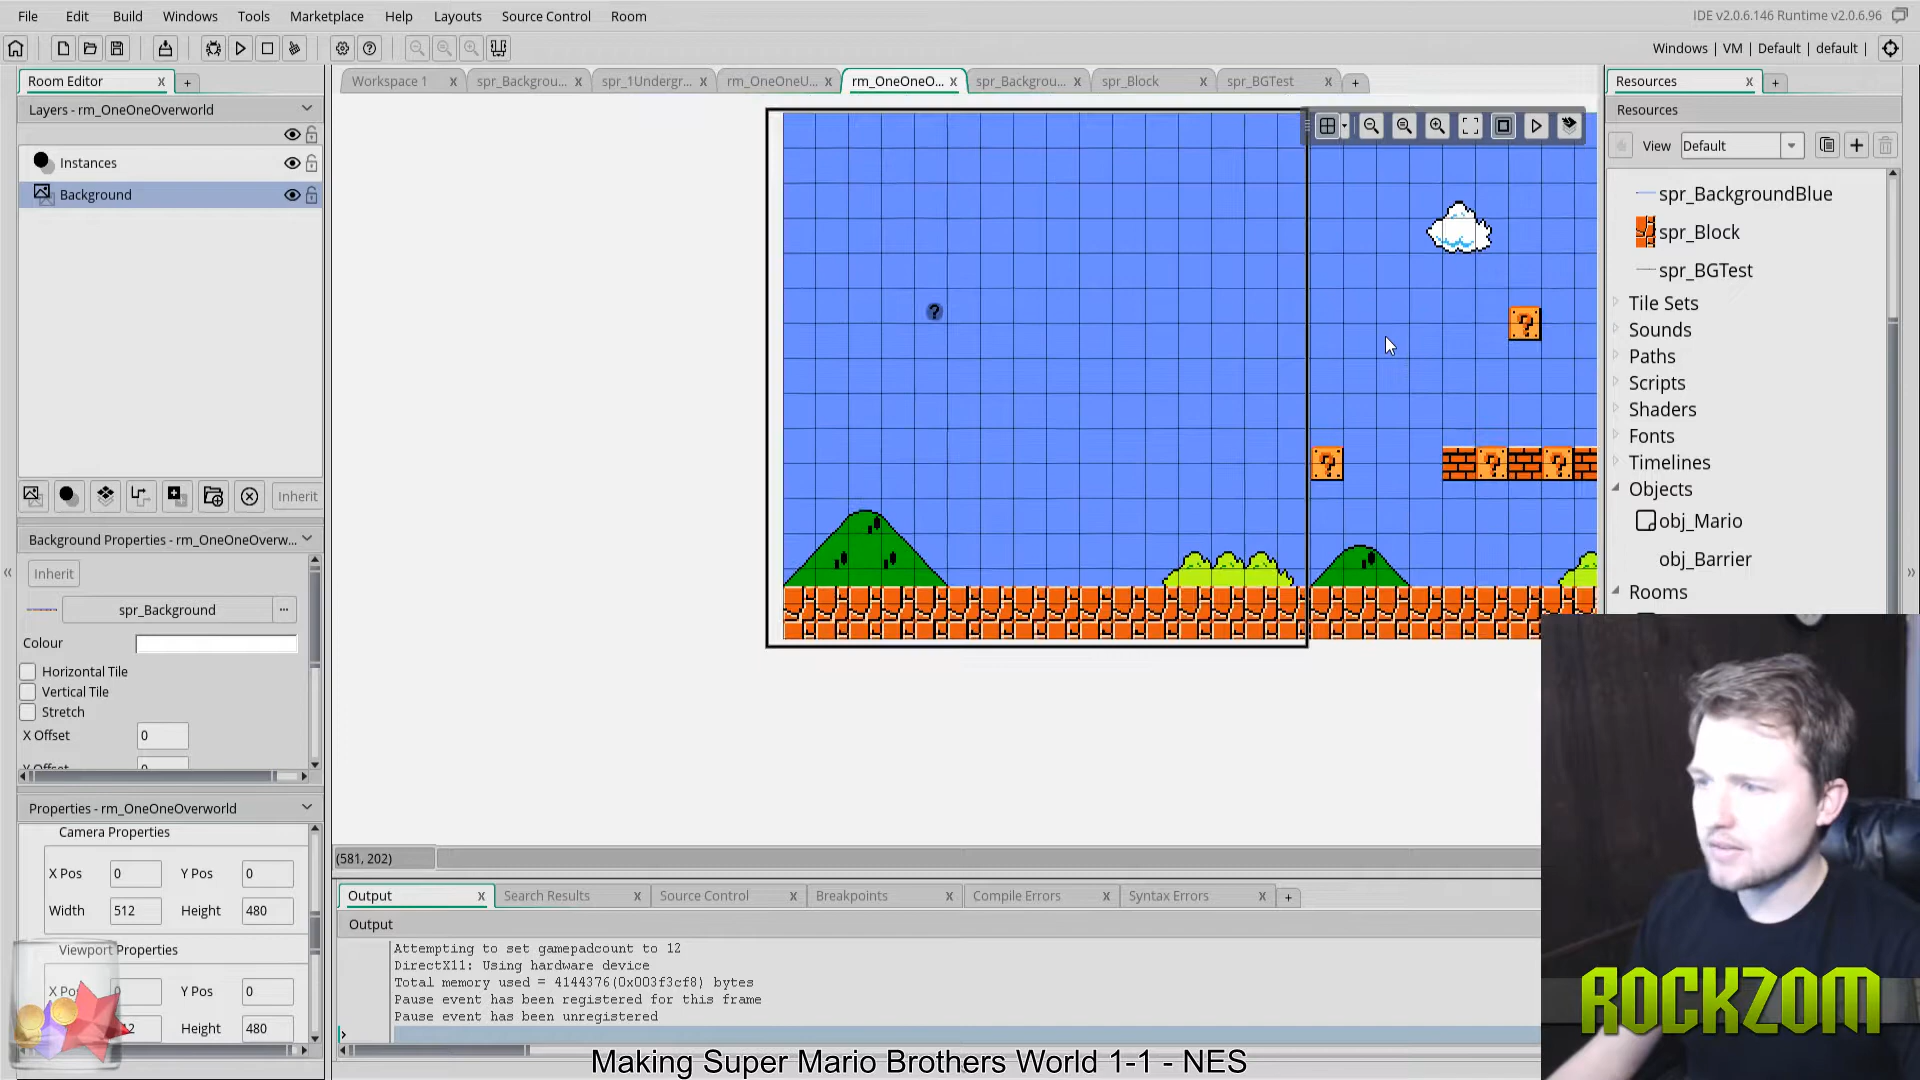 File Edit Build Windows Tools Marketplace Help Layouts Source Control Room
IDE v2.0.6.146 Runtime v2.0.6.96
Windows | VM | Default | default |
Room Editor X +
Workspace 1 X spr_Backgrou... X spr_1Undergr... X rm_OneOneU... X rm_OneOneO... X spr_Backgrou... X spr_Block X spr_BGTest X +
Resources X +
Layers - rm_OneOneOverworld
Resources
View Default
Instances
Background
spr_BackgroundBlue
spr_Block
spr_BGTest
Tile Sets
Sounds
Paths
Scripts
Shaders
Fonts
Timelines
Objects
obj_Mario
obj_Barrier
Rooms
?
?
?
?
?
Inherit
Background Properties - rm_OneOneOverw...
Inherit
spr_Background ...
Colour
Horizontal Tile
Vertical Tile
Stretch
X Offset 0
Properties - rm_OneOneOverworld
Camera Properties
X Pos 0 Y Pos 0
Width 512 Height 480
Viewport Properties
0 Y Pos 0
Height 480
(581, 202)
Output X Search Results X Source Control X Breakpoints X Compile Errors X Syntax Errors X +
Output
Attempting to set gamepadcount to 12
DirectX11: Using hardware device
Total memory used = 4144376(0x003f3cf8) bytes
Pause event has been registered for this frame
Pause event has been unregistered
ROCKZOM
Making Super Mario Brothers World 1-1 - NES